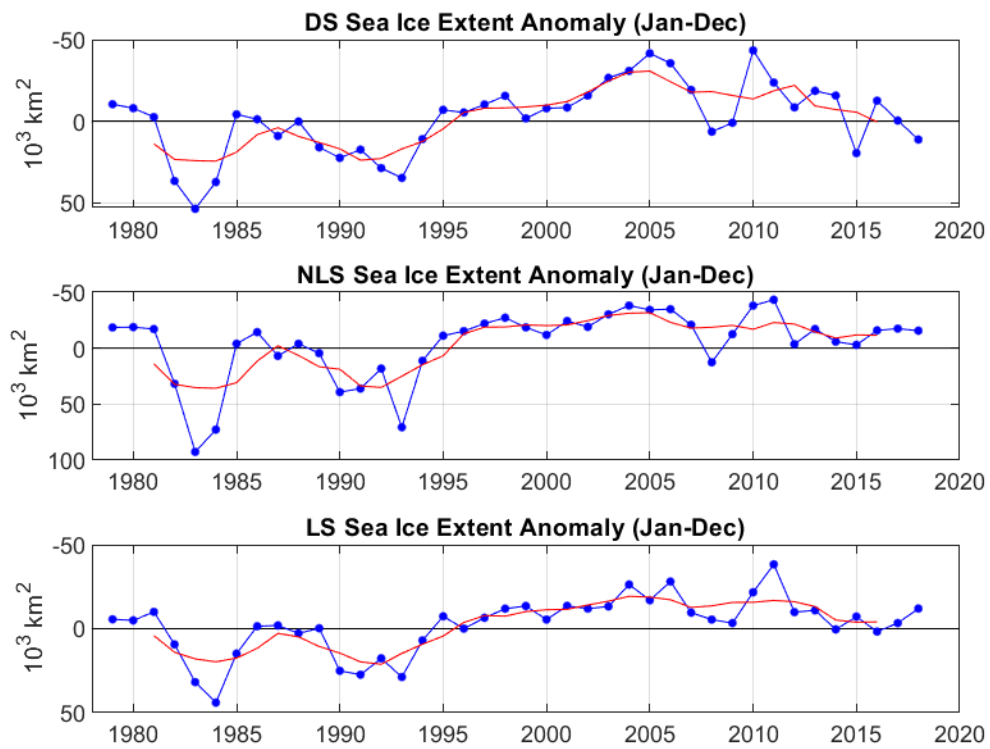 DS Sea Ice Extent Anomaly (Jan-Dec)
-50
0
50
10³ km²
1980 1985 1990 1995 2000 2005 2010 2015 2020
NLS Sea Ice Extent Anomaly (Jan-Dec)
-50
0
50
100
10³ km²
1980 1985 1990 1995 2000 2005 2010 2015 2020
LS Sea Ice Extent Anomaly (Jan-Dec)
-50
0
50
10³ km²
1980 1985 1990 1995 2000 2005 2010 2015 2020